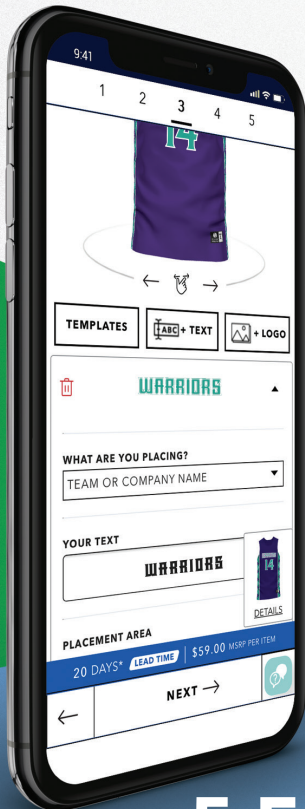 9:41
1 2 3 4 5
14
TEMPLATES
ABC + TEXT
+ LOGO
WARRIORS
WHAT ARE YOU PLACING?
TEAM OR COMPANY NAME
YOUR TEXT
WARRIORS
14
DETAILS
PLACEMENT AREA
20 DAYS* LEAD TIME $59.00 MSRP PER ITEM
← NEXT →
?